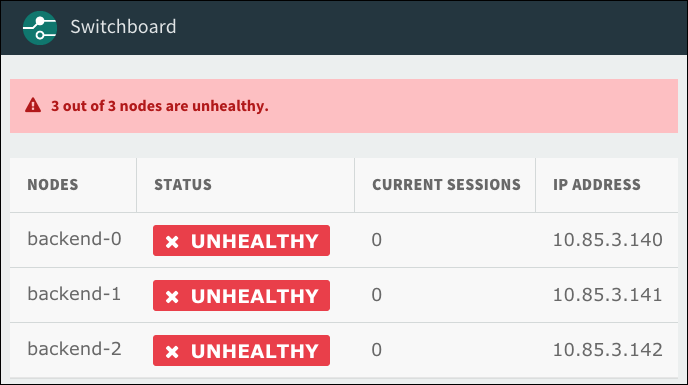 Switchboard
3 out of 3 nodes are unhealthy.
NODES STATUS CURRENT SESSIONS IP ADDRESS
backend-0 UNHEALTHY 0 10.85.3.140
backend-1 UNHEALTHY 0 10.85.3.141
backend-2 UNHEALTHY 0 10.85.3.142